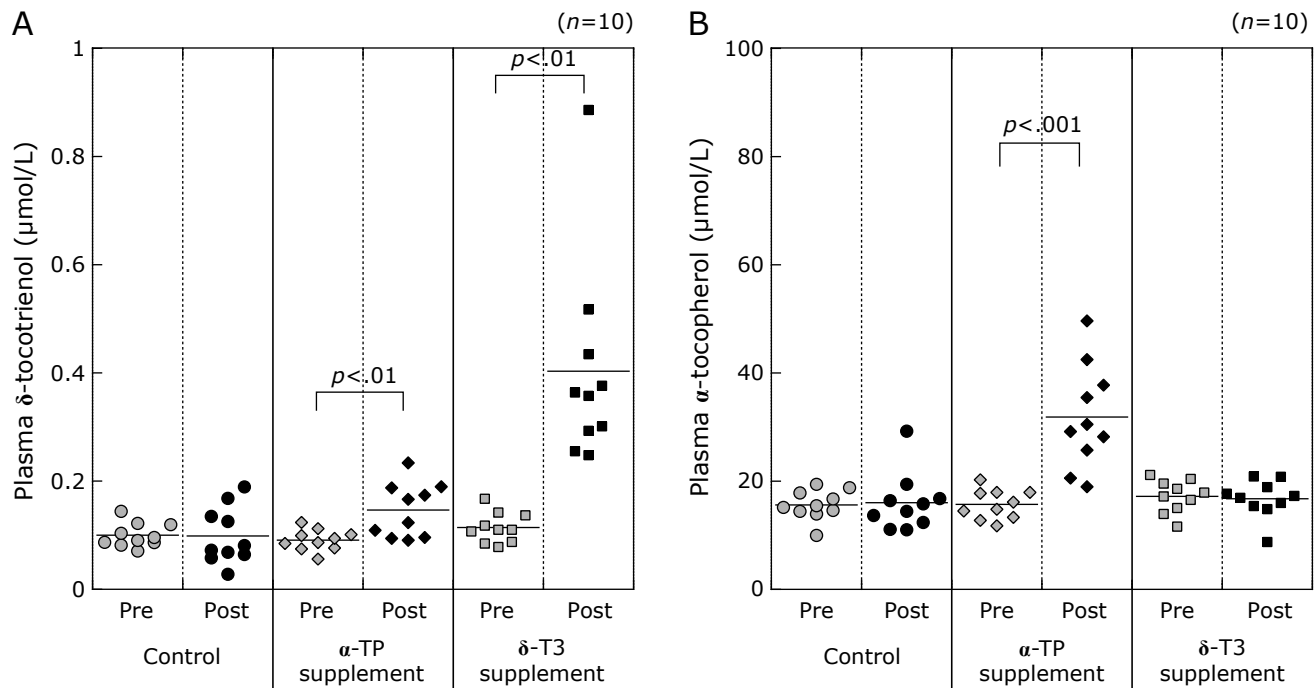 A
(n=10)
Plasma δ-tocotrienol (μmol/L)
1
0.8
0.6
0.4
0.2
0
p<.01
p<.01
Pre
Post
Pre
Post
Pre
Post
Control
α-TP
supplement
δ-T3
supplement
B
(n=10)
Plasma α-tocopherol (μmol/L)
100
80
60
40
20
0
p<.001
Pre
Post
Pre
Post
Pre
Post
Control
α-TP
supplement
δ-T3
supplement